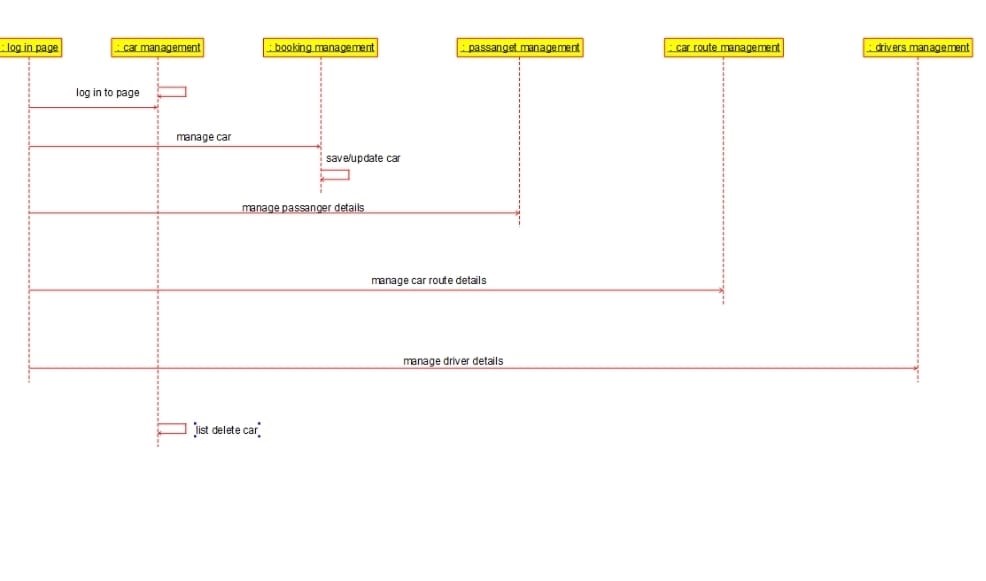 : log in page
: car management
: booking management
: passanget management
: car route management
: drivers management
log in to page
manage car
save/update car
manage passanger details
manage car route details
manage driver details
list delete car